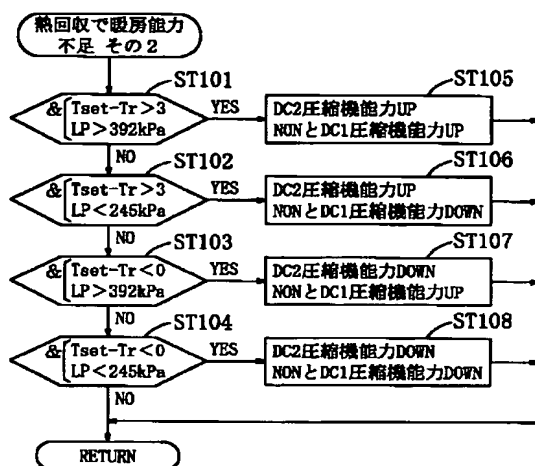 熱回収で暖房能力
不足 その2
ST101
&
Tset-Tr>3
LP>392kPa
YES
ST105
DC2圧縮機能力UP
NONとDC1圧縮機能力UP
NO
ST102
&
Tset-Tr>3
LP<245kPa
YES
ST106
DC2圧縮機能力UP
NONとDC1圧縮機能力DOWN
NO
ST103
&
Tset-Tr<0
LP>392kPa
YES
ST107
DC2圧縮機能力DOWN
NONとDC1圧縮機能力UP
NO
ST104
&
Tset-Tr<0
LP<245kPa
YES
ST108
DC2圧縮機能力DOWN
NONとDC1圧縮機能力DOWN
NO
RETURN